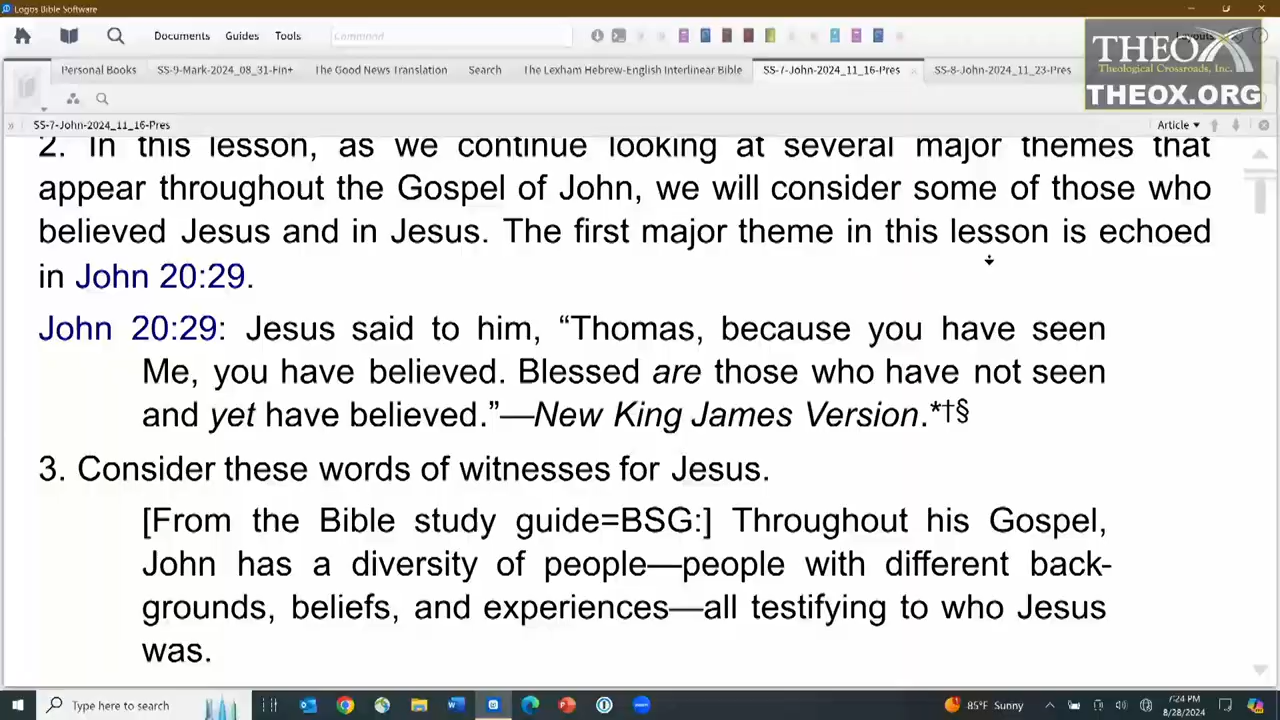 Logos Bible Software
Documents Guides Tools Command Layouts
THEOX
Theological Crossroads, Inc.
THEOX.ORG
Personal Books SS-9-Mark-2024_08_31-Fin+ The Good News Translation The Lexham Hebrew-English Interlinear Bible SS-7-John-2024_11_16-Pres SS-8-John-2024_11_23-Pres
SS-7-John-2024_11_16-Pres Article
2. In this lesson, as we continue looking at several major themes that
appear throughout the Gospel of John, we will consider some of those who
believed Jesus and in Jesus. The first major theme in this lesson is echoed
in John 20:29.
John 20:29: Jesus said to him, “Thomas, because you have seen
Me, you have believed. Blessed are those who have not seen
and yet have believed.”—New King James Version.*†§
3. Consider these words of witnesses for Jesus.
[From the Bible study guide=BSG:] Throughout his Gospel,
John has a diversity of people—people with different back-
grounds, beliefs, and experiences—all testifying to who Jesus
was.
Type here to search
85°F Sunny
7:24 PM
8/28/2024